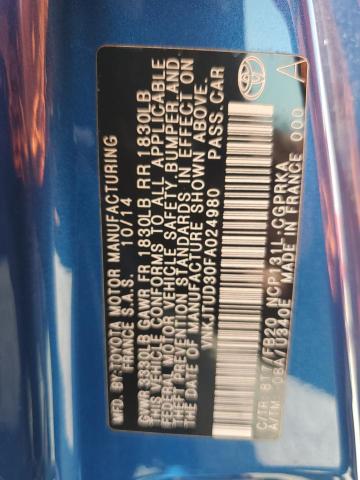 MFD. BY: TOYOTA MOTOR MANUFACTURING
FRANCE S.A.S. 10/14
GVWR 3330LB GAWR FR 1830LB RR 1830LB
THIS VEHICLE CONFORMS TO ALL APPLICABLE
FEDERAL MOTOR VEHICLE SAFETY, BUMPER, AND
THEFT PREVENTION STANDARDS IN EFFECT ON
THE DATE OF MANUFACTURE SHOWN ABOVE.
VNKJTUD30FA024980 PASS.CAR
C/TR: 8T7/FB20 NCP131L-CGPRKA
A/TM: 08A/U340E MADE IN FRANCE 000 A
TOYOTA